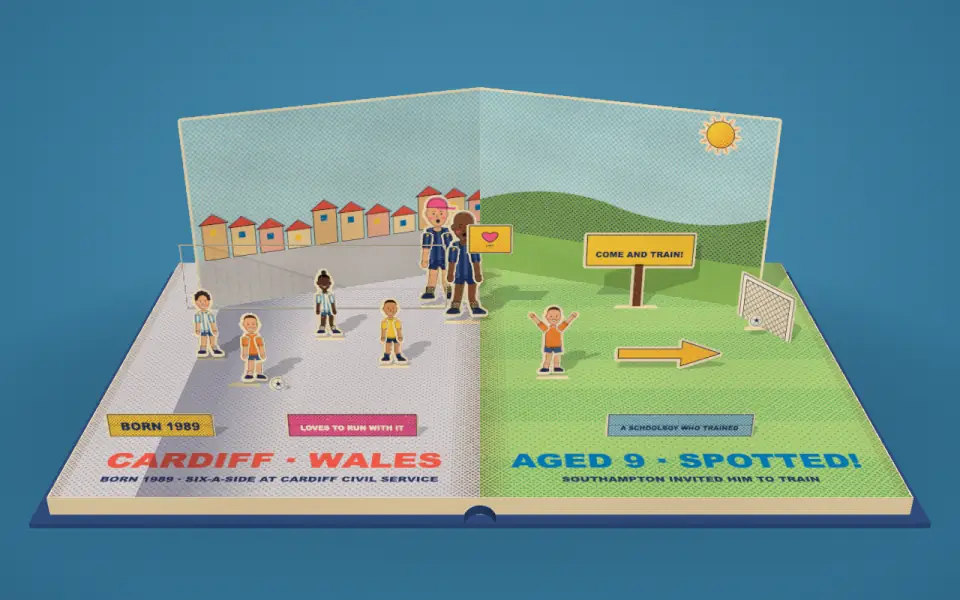 COME AND TRAIN!
BORN 1989
LOVES TO RUN WITH IT
A SCHOOLBOY WHO TRAINED
CARDIFF · WALES
AGED 9 · SPOTTED!
BORN 1989 · SIX-A-SIDE AT CARDIFF CIVIL SERVICE
SOUTHAMPTON INVITED HIM TO TRAIN